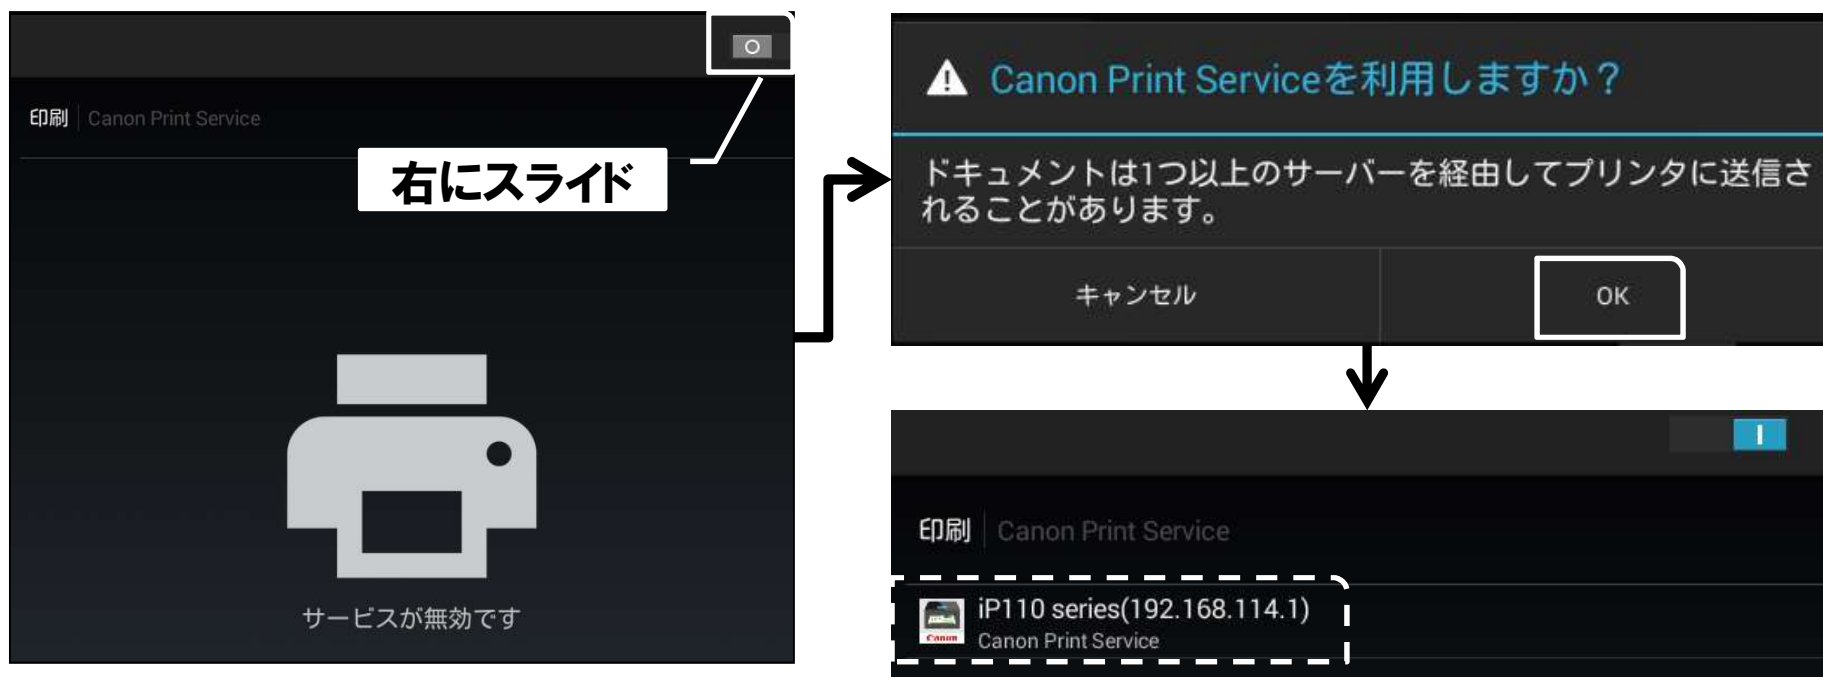 印刷 Canon Print Service
右にスライド
サービスが無効です
Canon Print Serviceを利用しますか？
ドキュメントは1つ以上のサーバーを経由してプリンタに送信さ
れることがあります。
キャンセル OK
印刷 Canon Print Service
iP110 series(192.168.114.1)
Canon Print Service
Canon